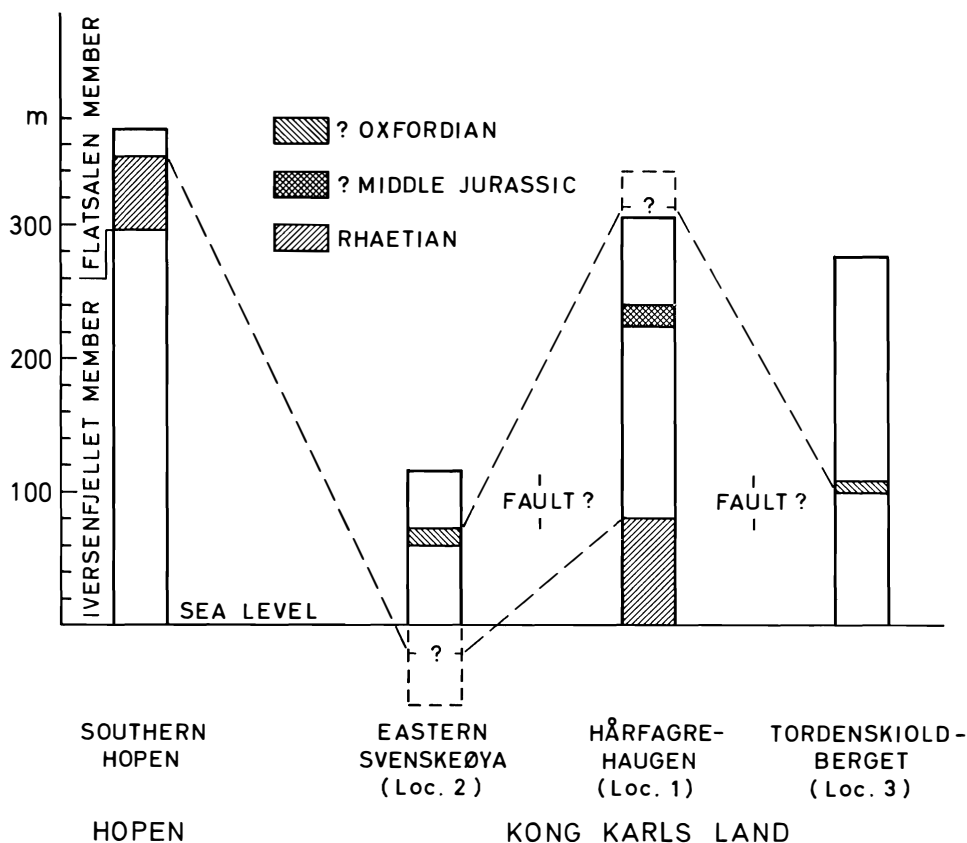 FLATSALEN MEMBER
IVERSENFJELLET MEMBER
m
300
200
100
? OXFORDIAN
? MIDDLE JURASSIC
RHAETIAN
?
FAULT ?
FAULT ?
SEA LEVEL
?
SOUTHERN
HOPEN
EASTERN
SVENSKEØYA
(Loc. 2)
HÅRFAGRE-
HAUGEN
(Loc. 1)
TORDENSKIOLD-
BERGET
(Loc. 3)
HOPEN
KONG KARLS LAND